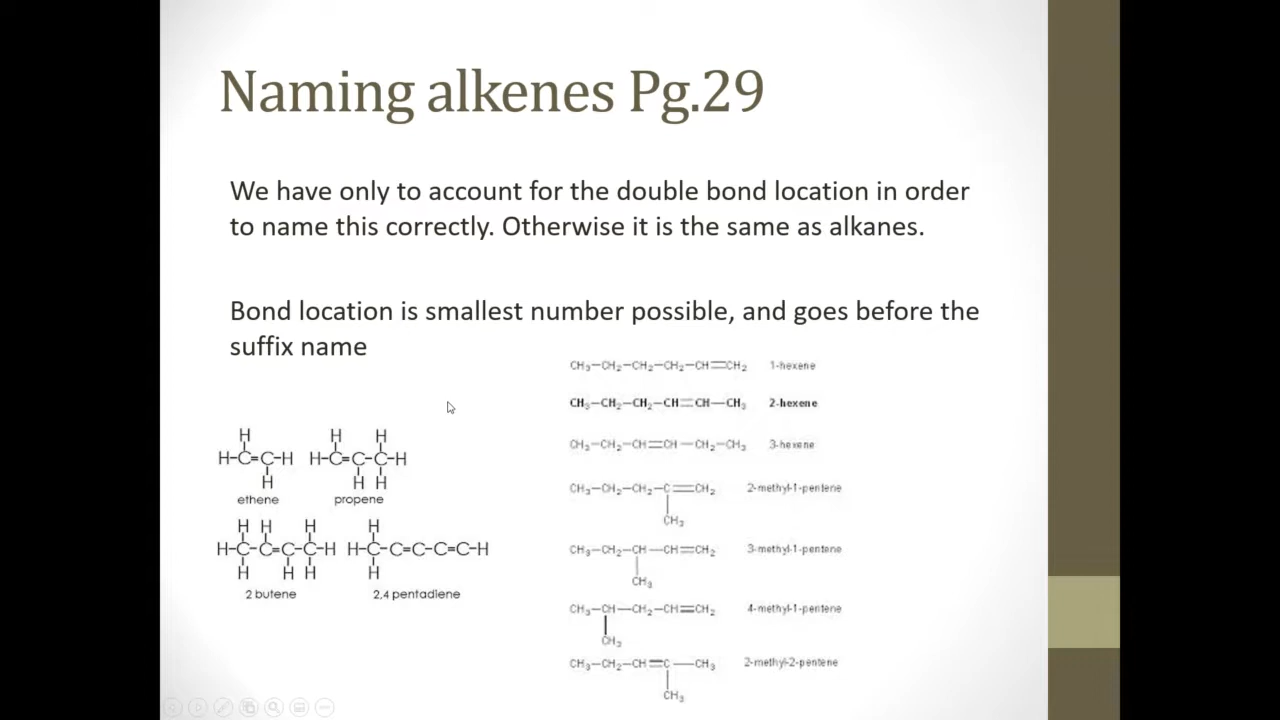 Naming alkenes Pg.29
We have only to account for the double bond location in order
to name this correctly. Otherwise it is the same as alkanes.
Bond location is smallest number possible, and goes before the
suffix name
CH₃—CH₂—CH₂—CH₂—CH=CH₂ 1-hexene
CH₃—CH₂—CH₂—CH=CH—CH₃ 2-hexene
CH₃—CH₂—CH=CH—CH₂—CH₃ 3-hexene
CH₃—CH₂—CH₂—C=CH₂ 2-methyl-1-pentene
CH₃
CH₃—CH₂—CH—CH=CH₂ 3-methyl-1-pentene
CH₃
CH₃—CH—CH₂—CH=CH₂ 4-methyl-1-pentene
CH₃
CH₃—CH₂—CH=C—CH₃ 2-methyl-2-pentene
CH₃
H
H-C=C-H
H
ethene
H H
H-C=C-C-H
H H
propene
H H H
H-C-C=C-C-H
H H H
2 butene
H
H-C-C=C-C=C-H
H
2,4 pentadiene